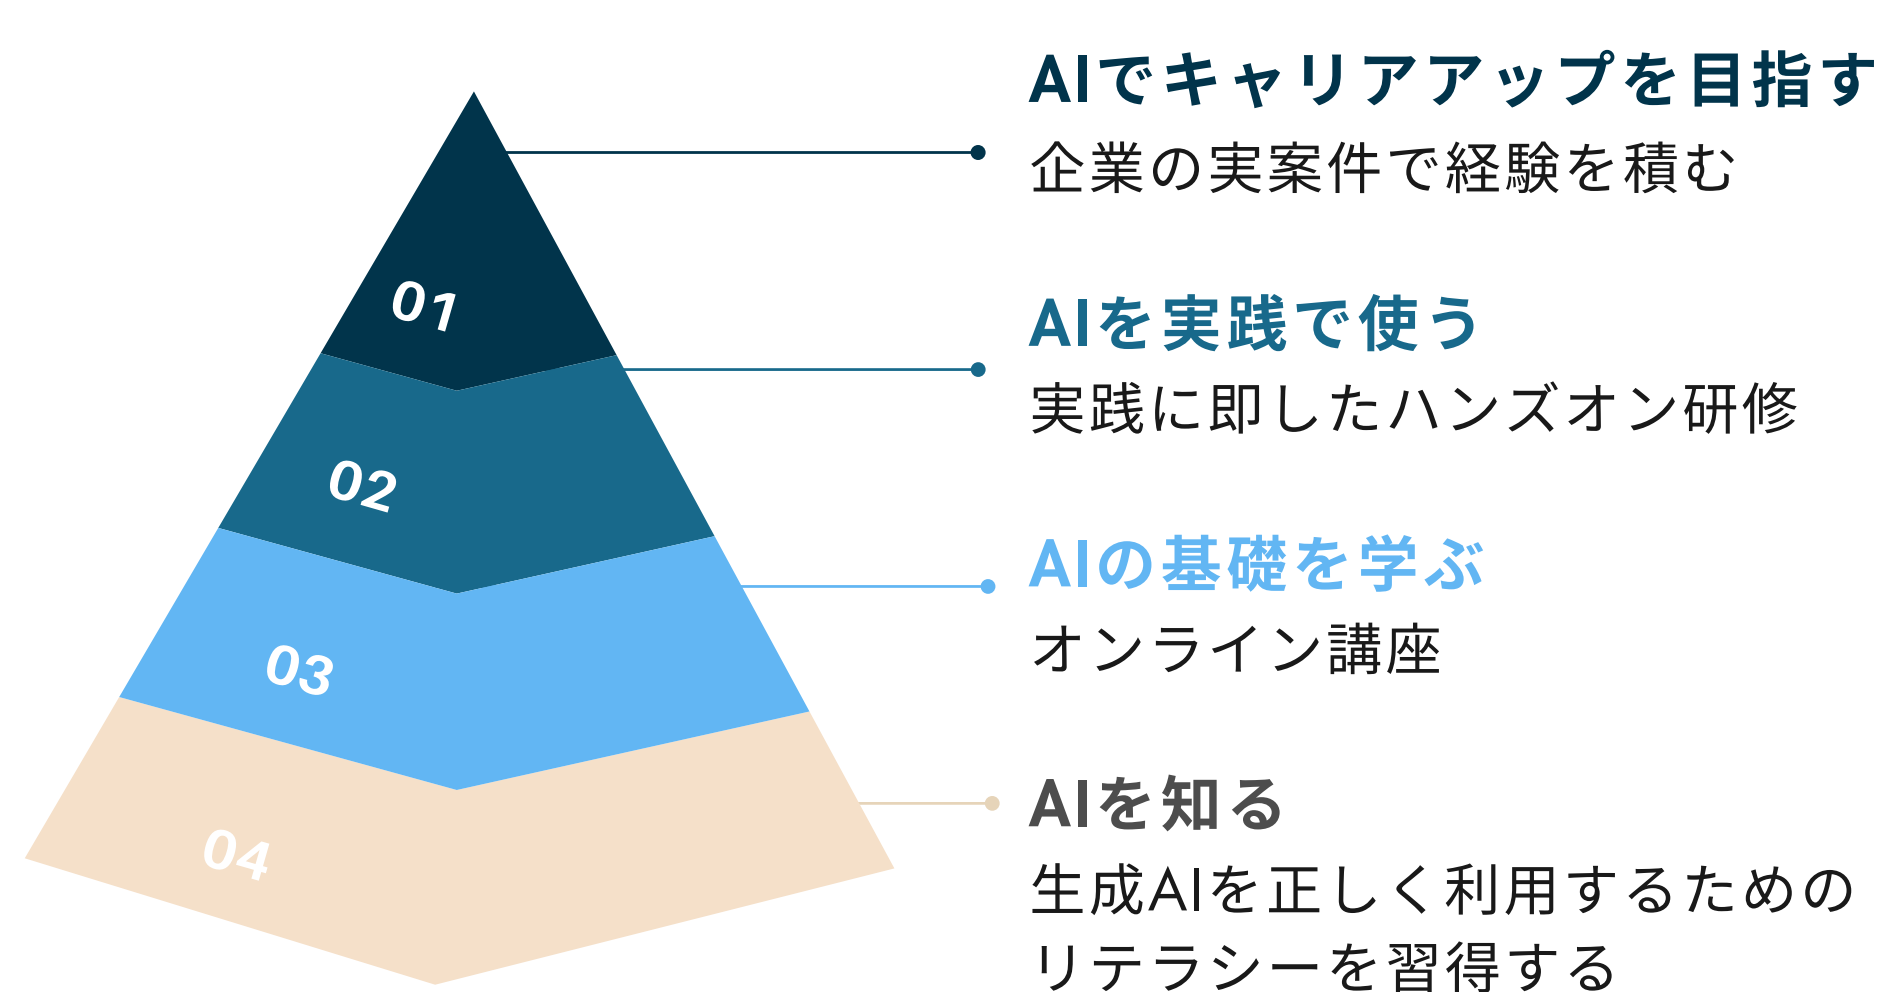 AIでキャリアアップを目指す
企業の実案件で経験を積む
01
AIを実践で使う
実践に即したハンズオン研修
02
AIの基礎を学ぶ
オンライン講座
03
AIを知る
生成AIを正しく利用するための
リテラシーを習得する
04